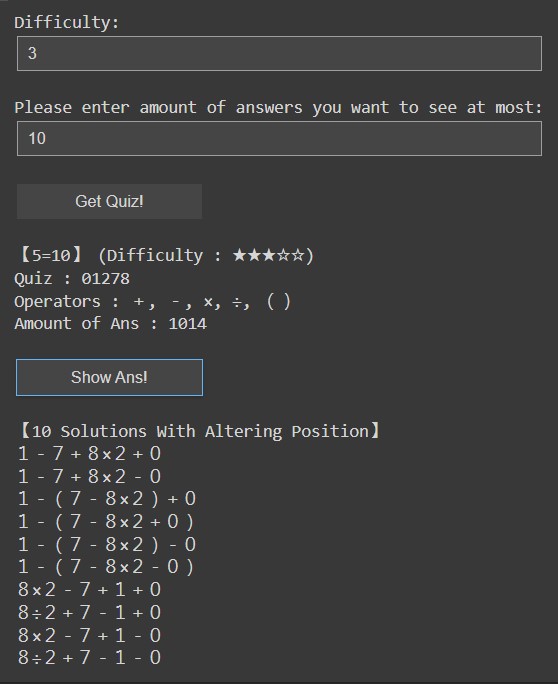 Difficulty:
3
Please enter amount of answers you want to see at most:
10
Get Quiz!
【5=10】 (Difficulty : ★★★☆☆)
Quiz : 01278
Operators : +, -, ×, ÷, ( )
Amount of Ans : 1014
Show Ans!
【10 Solutions With Altering Position】
1 - 7 + 8×2 + 0
1 - 7 + 8×2 - 0
1 - ( 7 - 8×2 ) + 0
1 - ( 7 - 8×2 + 0 )
1 - ( 7 - 8×2 ) - 0
1 - ( 7 - 8×2 - 0 )
8×2 - 7 + 1 + 0
8÷2 + 7 - 1 + 0
8×2 - 7 + 1 - 0
8÷2 + 7 - 1 - 0